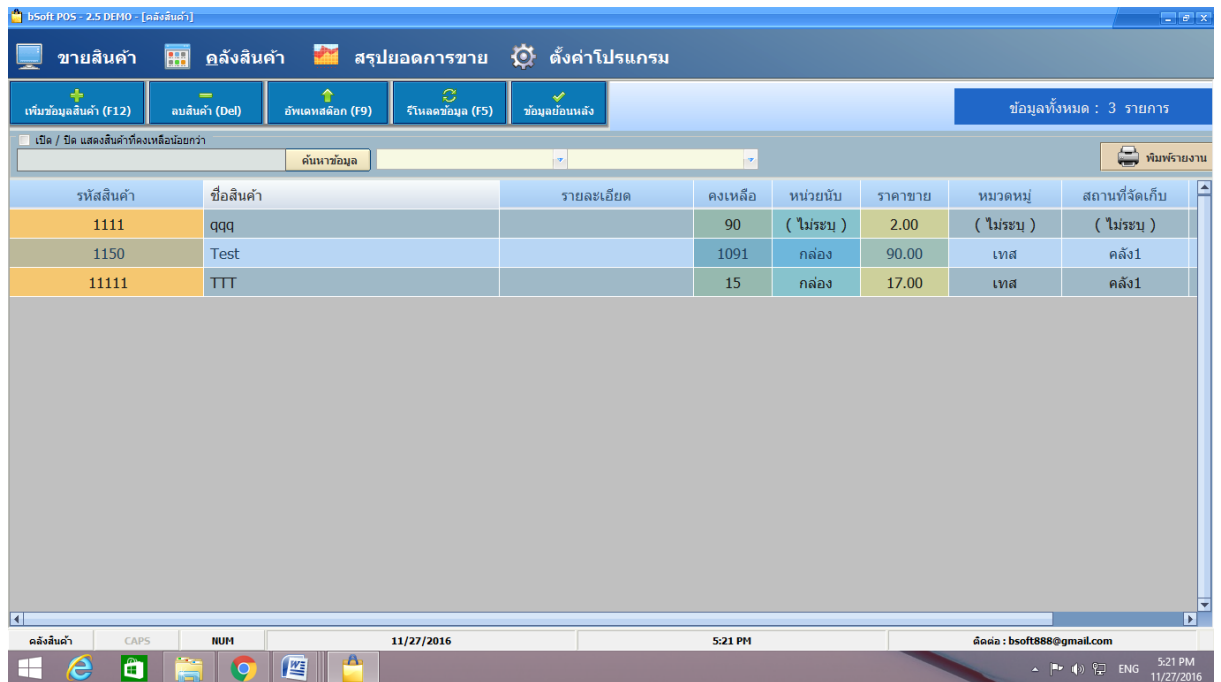 bSoft POS - 2.5 DEMO - [คลังสินค้า]
ขายสินค้า คลังสินค้า สรุปยอดการขาย ตั้งค่าโปรแกรม
เพิ่มข้อมูลสินค้า (F12) ลบสินค้า (Del) อัพเดทสต๊อก (F9) รีโหลดข้อมูล (F5) ข้อมูลย้อนหลัง ข้อมูลทั้งหมด : 3 รายการ
เปิด / ปิด แสดงสินค้าที่คงเหลือน้อยกว่า
ค้นหาข้อมูล พิมพ์รายงาน
รหัสสินค้า ชื่อสินค้า รายละเอียด คงเหลือ หน่วยนับ ราคาขาย หมวดหมู่ สถานที่จัดเก็บ
1111 qqq 90 ( ไม่ระบุ ) 2.00 ( ไม่ระบุ ) ( ไม่ระบุ )
1150 Test 1091 กล่อง 90.00 เทส คลัง1
11111 TTT 15 กล่อง 17.00 เทส คลัง1
คลังสินค้า CAPS NUM 11/27/2016 5:21 PM ติดต่อ : bsoft888@gmail.com
ENG 5:21 PM
11/27/2016